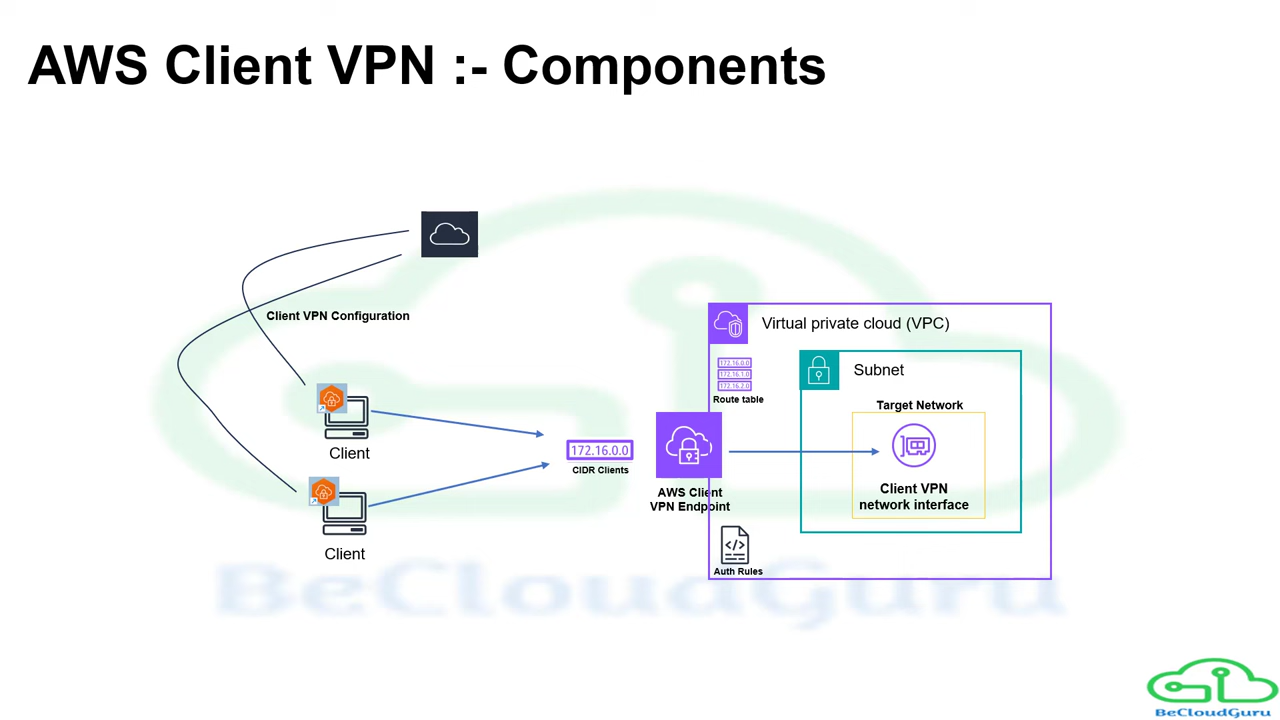 AWS Client VPN :- Components
Client VPN Configuration
Virtual private cloud (VPC)
172.16.0.0
172.16.1.0
172.16.2.0
Route table
Subnet
Target Network
Client
172.16.0.0
CIDR Clients
AWS Client
VPN Endpoint
Client VPN
network interface
Client
Auth Rules
BeCloudGuru
BeCloudGuru